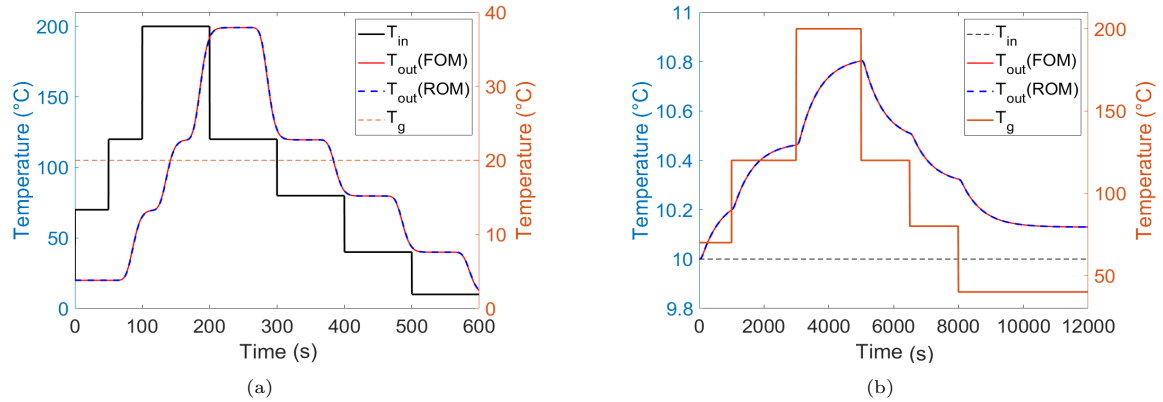 200
150
100
50
0
Temperature (°C)
40
30
20
10
0
Temperature (°C)
T_in
T_out(FOM)
T_out(ROM)
T_g
0 100 200 300 400 500 600
Time (s)
(a)
11
10.8
10.6
10.4
10.2
10
9.8
Temperature (°C)
200
150
100
50
Temperature (°C)
T_in
T_out(FOM)
T_out(ROM)
T_g
0 2000 4000 6000 8000 10000 12000
Time (s)
(b)